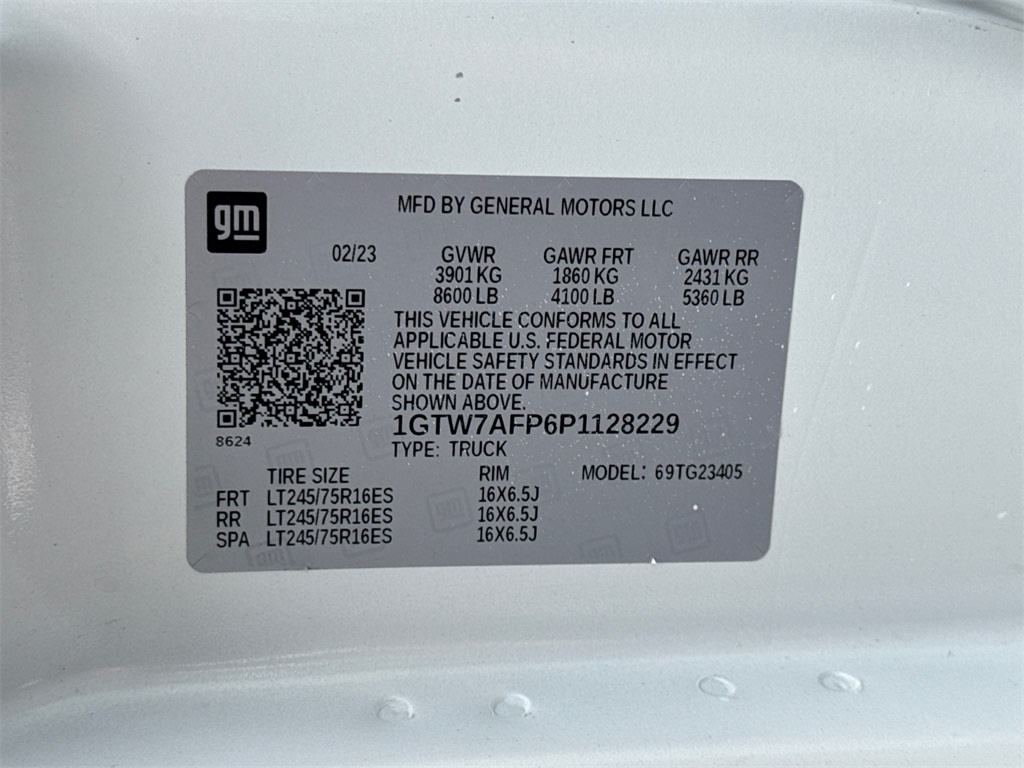 gm
MFD BY GENERAL MOTORS LLC
02/23 GVWR GAWR FRT GAWR RR
3901 KG 1860 KG 2431 KG
8600 LB 4100 LB 5360 LB
THIS VEHICLE CONFORMS TO ALL
APPLICABLE U.S. FEDERAL MOTOR
VEHICLE SAFETY STANDARDS IN EFFECT
ON THE DATE OF MANUFACTURE
SHOWN ABOVE.
1GTW7AFP6P1128229
8624
TYPE: TRUCK
TIRE SIZE RIM MODEL: 69TG23405
FRT LT245/75R16ES 16X6.5J
RR LT245/75R16ES 16X6.5J
SPA LT245/75R16ES 16X6.5J